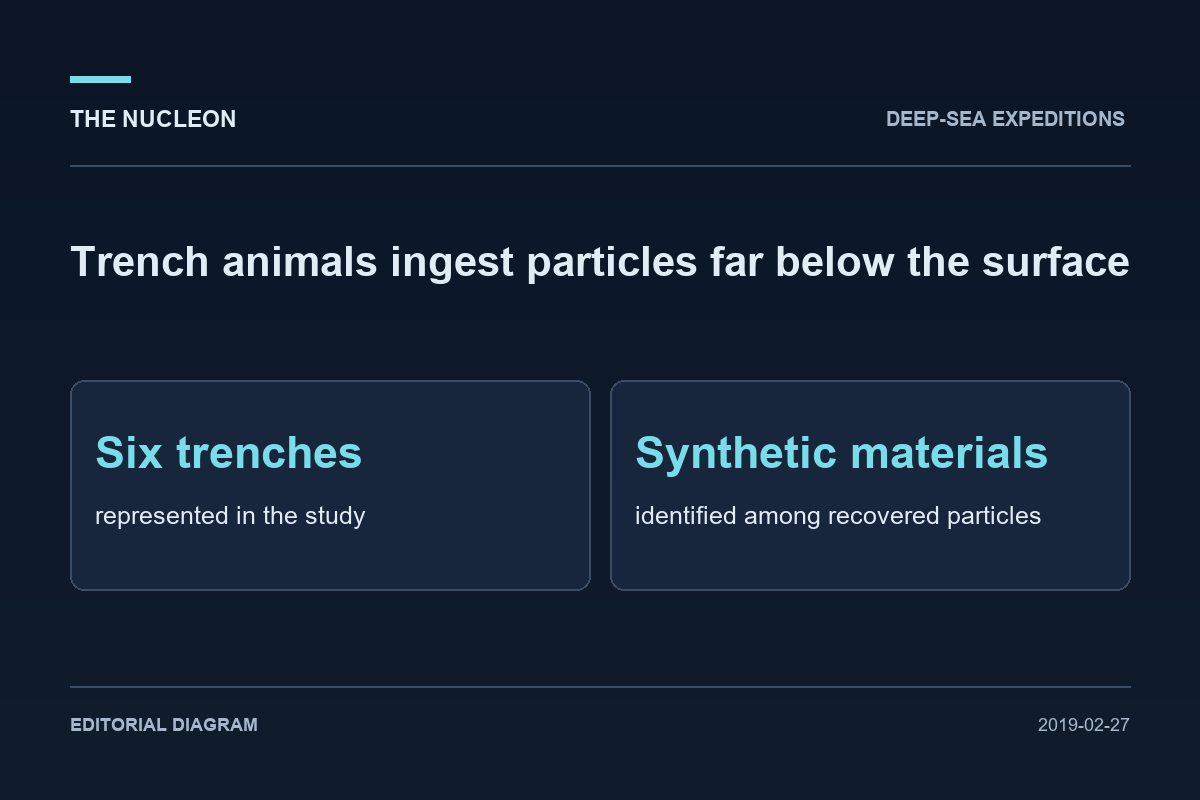 THE NUCLEON
DEEP-SEA EXPEDITIONS
Trench animals ingest particles far below the surface
Six trenches
represented in the study
Synthetic materials
identified among recovered particles
EDITORIAL DIAGRAM
2019-02-27